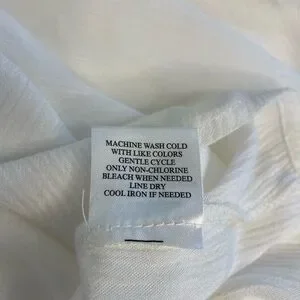 MACHINE WASH COLD
WITH LIKE COLORS
GENTLE CYCLE
ONLY NON-CHLORINE
BLEACH WHEN NEEDED
LINE DRY
COOL IRON IF NEEDED